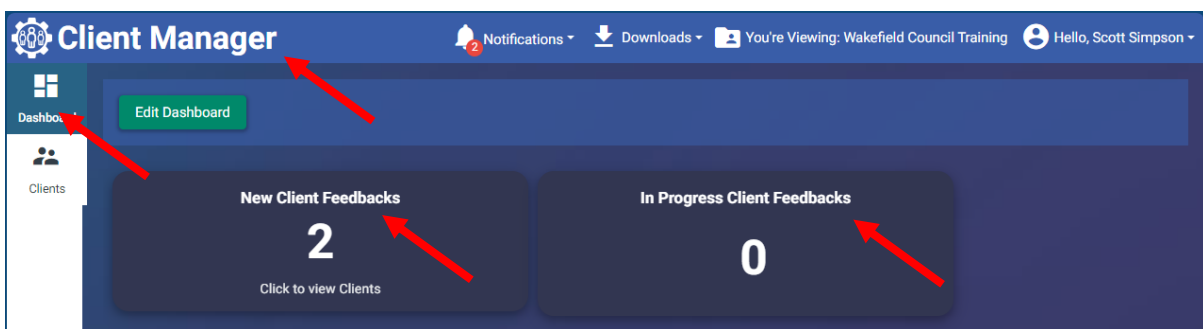 Client Manager
2
Notifications
Downloads
You're Viewing: Wakefield Council Training
Hello, Scott Simpson
Dashboard
Edit Dashboard
Clients
New Client Feedbacks
2
Click to view Clients
In Progress Client Feedbacks
0